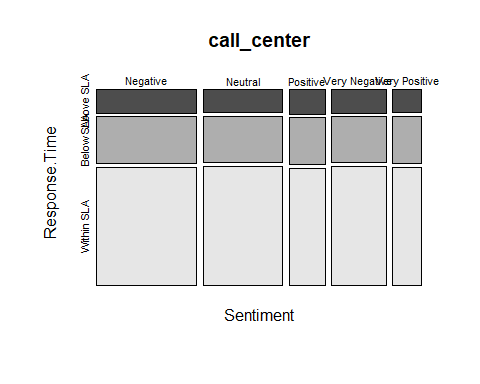 call_center
Negative
Neutral
Positive
Very Negative
Very Positive
Above SLA
Below SLA
Within SLA
Response.Time
Sentiment